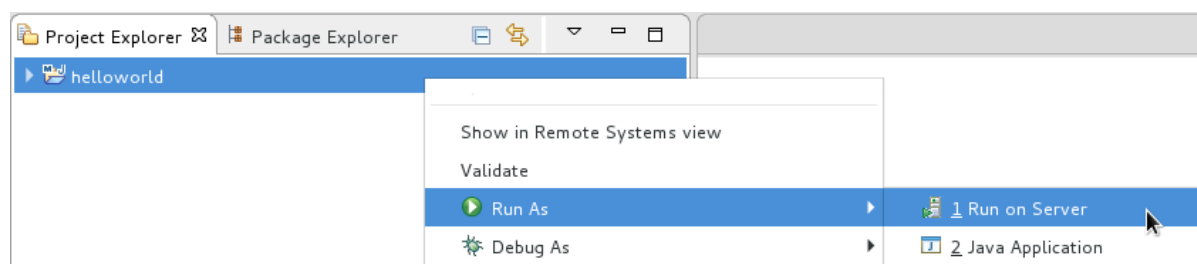 Project Explorer Package Explorer
helloworld
Show in Remote Systems view
Validate
Run As 1 Run on Server
Debug As 2 Java Application